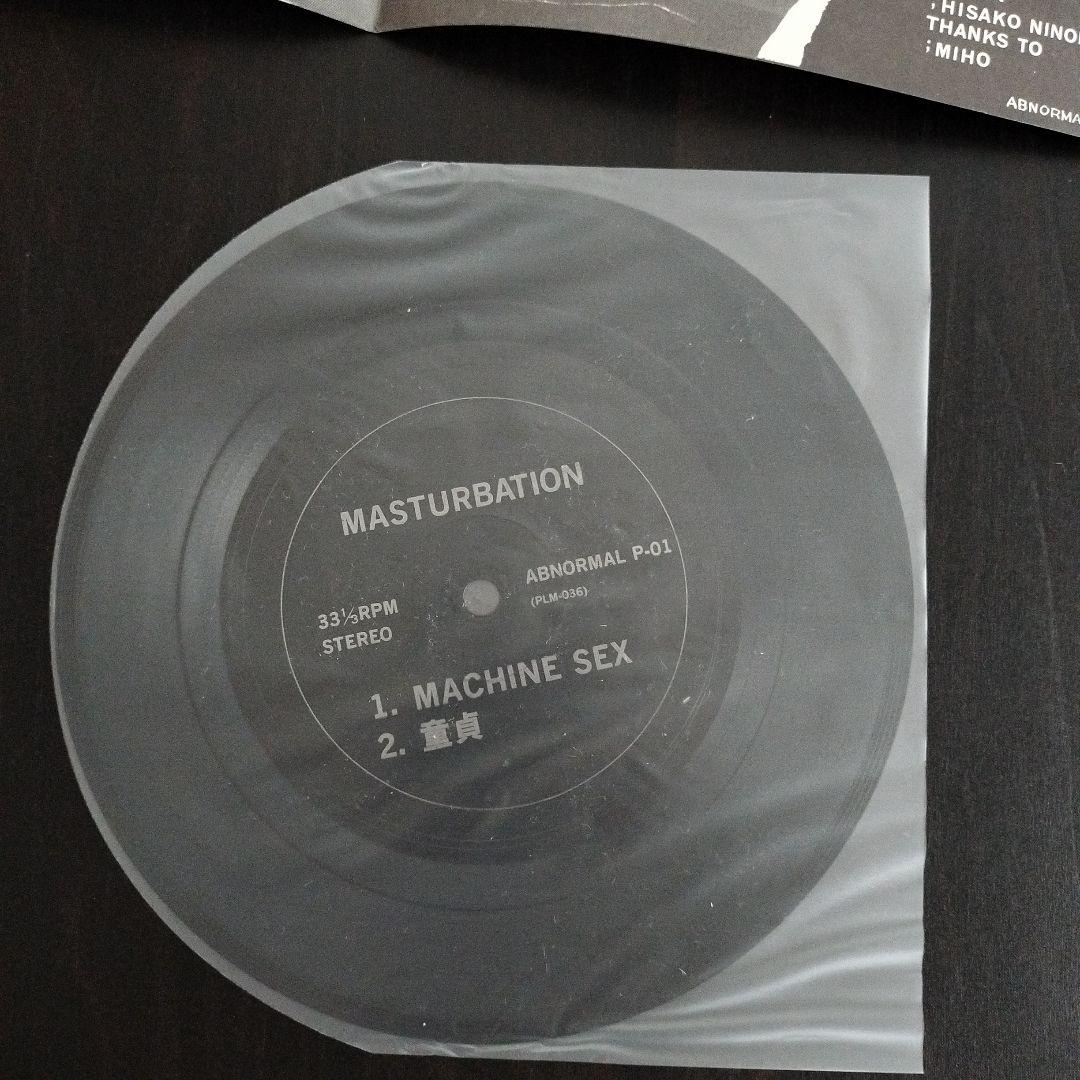 , HISAKO NINO
THANKS TO
; MIHO
ABNORMA
MASTURBATION
ABNORMAL P-01
(PLM-036)
33⅓RPM
STEREO
1. MACHINE SEX
2. 童貞